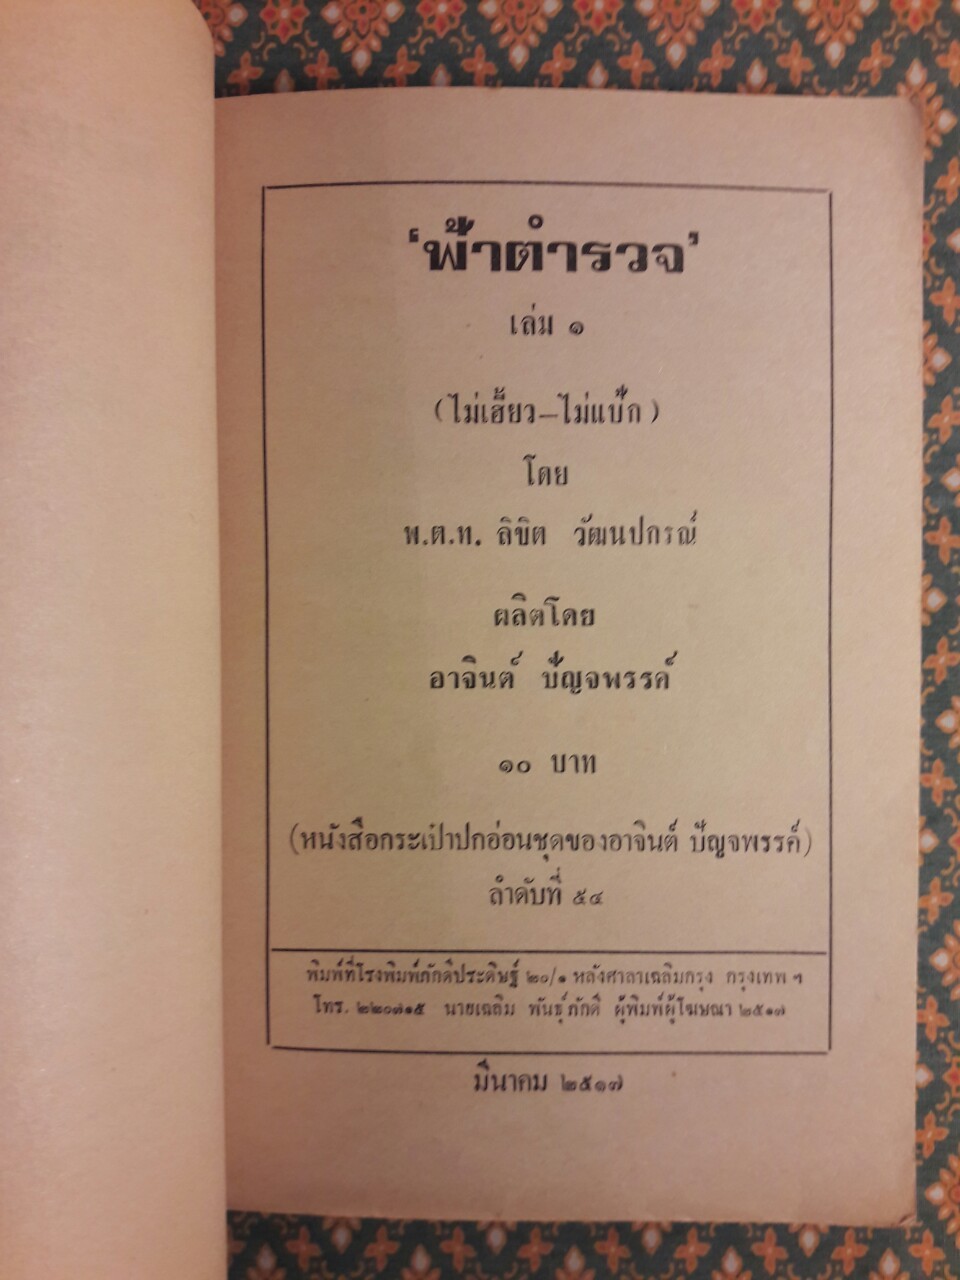 ‘ฟ้าตำรวจ’
เล่ม ๑
(ไม่เฮี้ยว–ไม่แบ๊ก)
โดย
พ.ต.ท. ลิขิต วัฒนปกรณ์
ผลิตโดย
อาจินต์ ปัญจพรรค์
๑๐ บาท
(หนังสือกระเป๋าปกอ่อนชุดของอาจินต์ ปัญจพรรค์)
ลำดับที่ ๕๔
พิมพ์ที่โรงพิมพ์ภักดีประดิษฐ์ ๒๐/๑ หลังศาลาเฉลิมกรุง กรุงเทพ ฯ
โทร. ๒๒๐๗๑๕ นายเฉลิม พันธุ์ภักดี ผู้พิมพ์ผู้โฆษณา ๒๕๑๗
มีนาคม ๒๕๑๗